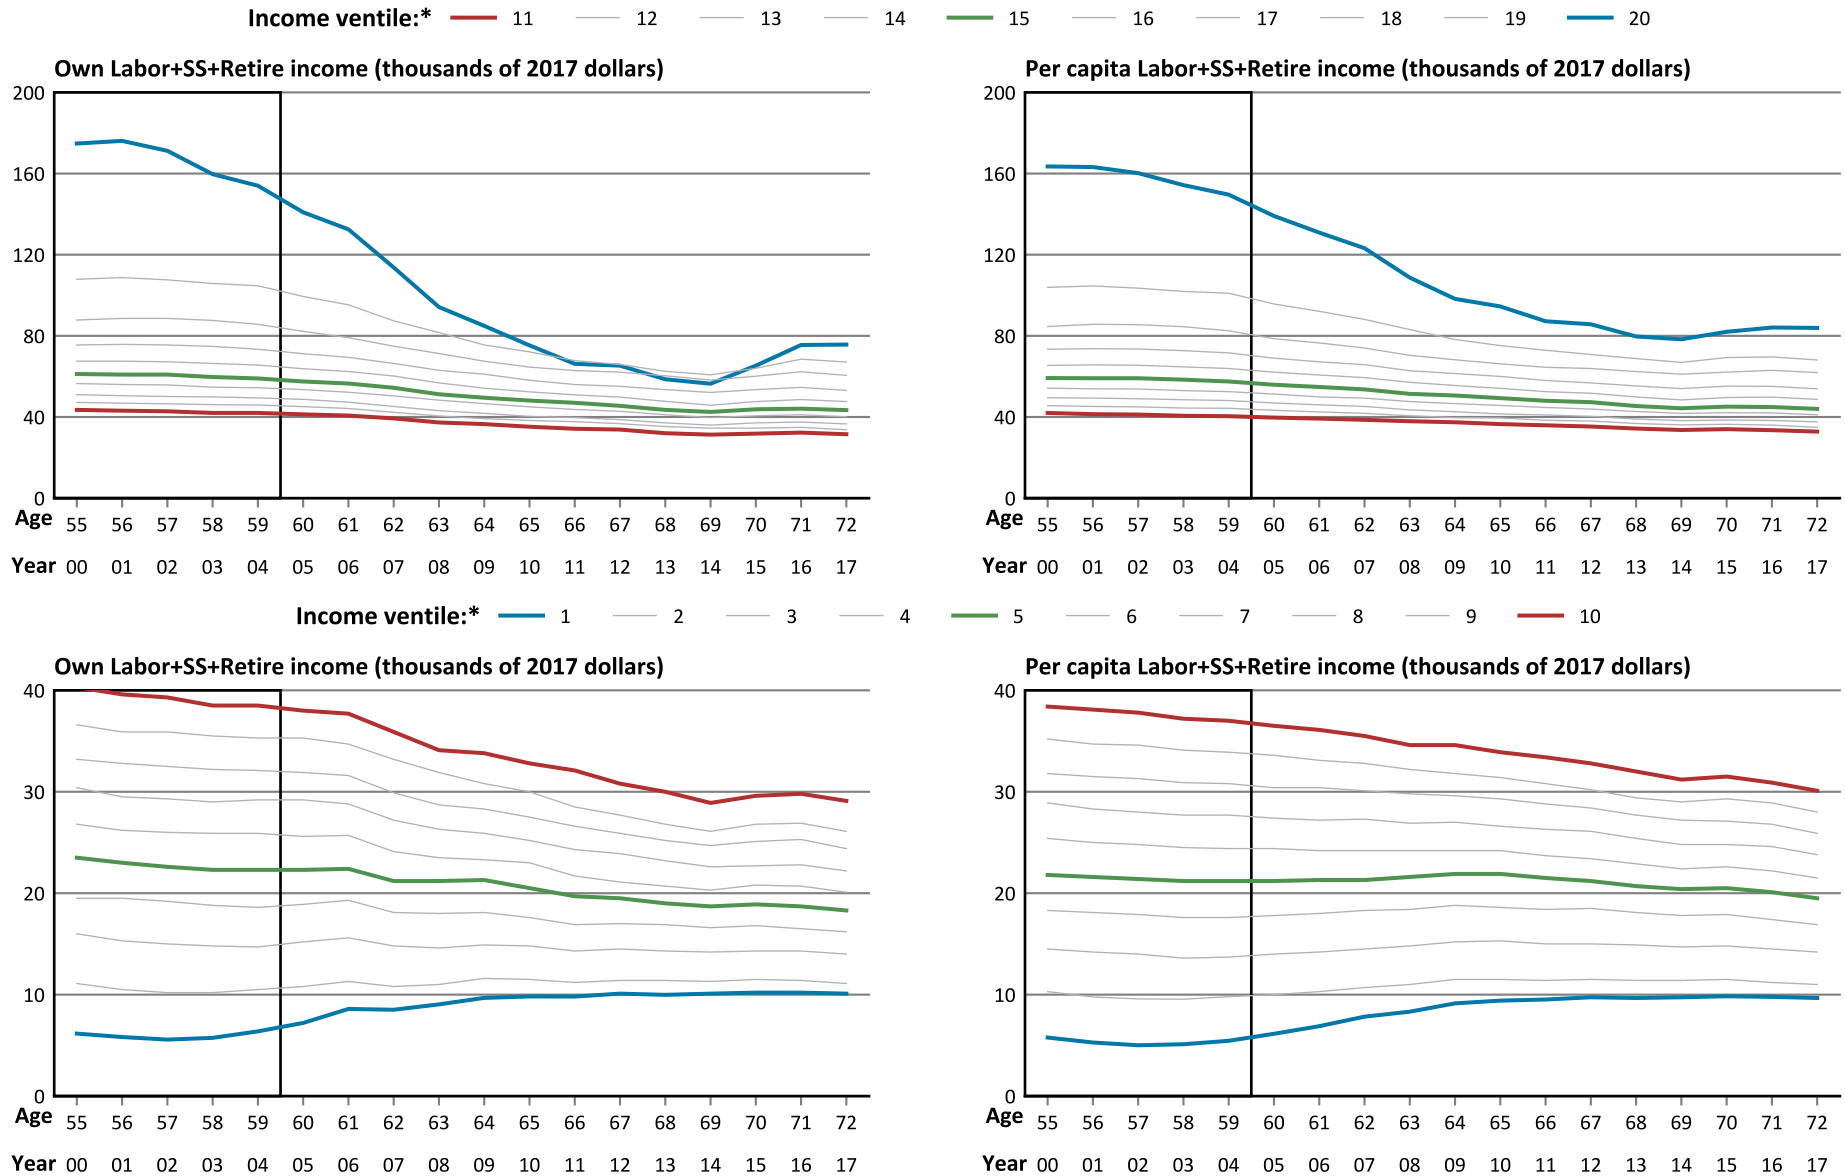 Income ventile:* 11 12 13 14 15 16 17 18 19 20
Own Labor+SS+Retire income (thousands of 2017 dollars)
200
160
120
80
40
0
Age 55 56 57 58 59 60 61 62 63 64 65 66 67 68 69 70 71 72
Year 00 01 02 03 04 05 06 07 08 09 10 11 12 13 14 15 16 17
Per capita Labor+SS+Retire income (thousands of 2017 dollars)
200
160
120
80
40
0
Age 55 56 57 58 59 60 61 62 63 64 65 66 67 68 69 70 71 72
Year 00 01 02 03 04 05 06 07 08 09 10 11 12 13 14 15 16 17
Income ventile:* 1 2 3 4 5 6 7 8 9 10
Own Labor+SS+Retire income (thousands of 2017 dollars)
40
30
20
10
0
Age 55 56 57 58 59 60 61 62 63 64 65 66 67 68 69 70 71 72
Year 00 01 02 03 04 05 06 07 08 09 10 11 12 13 14 15 16 17
Per capita Labor+SS+Retire income (thousands of 2017 dollars)
40
30
20
10
0
Age 55 56 57 58 59 60 61 62 63 64 65 66 67 68 69 70 71 72
Year 00 01 02 03 04 05 06 07 08 09 10 11 12 13 14 15 16 17